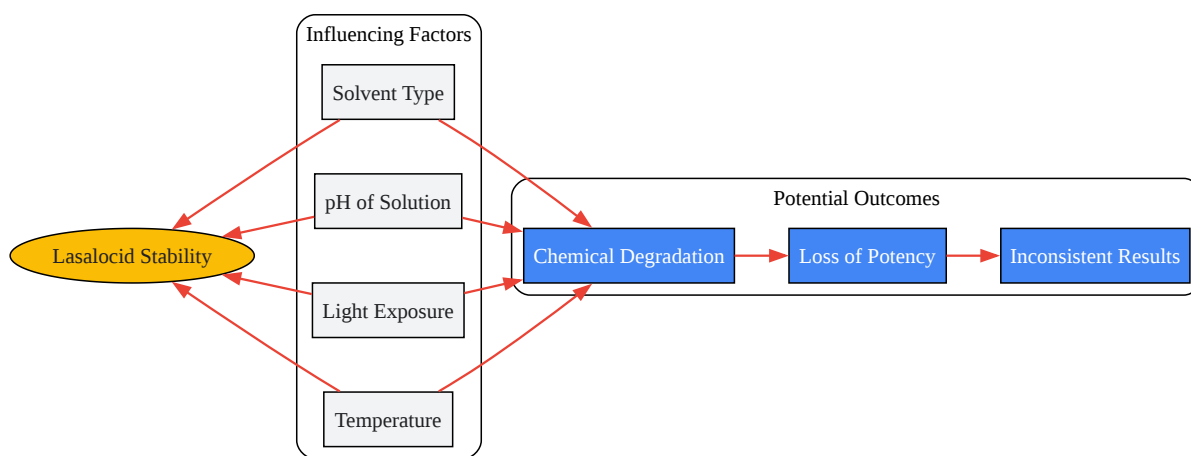 Influencing Factors
Solvent Type
pH of Solution
Lasalocid Stability
Light Exposure
Temperature
Potential Outcomes
Chemical Degradation
Loss of Potency
Inconsistent Results